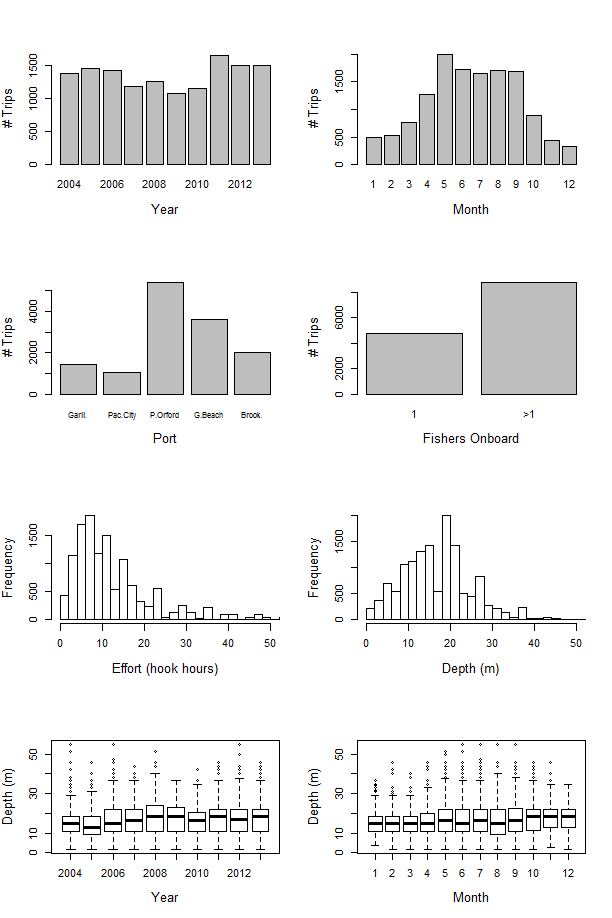 # Trips
0 500 1000 1500
2004 2006 2008 2010 2012
Year
# Trips
0 500 1500
1 2 3 4 5 6 7 8 9 10 12
Month
# Trips
0 2000 4000
Garil. Pac.City P.Orford G.Beach Brook.
Port
# Trips
0 2000 6000
1 >1
Fishers Onboard
Frequency
0 500 1500
0 10 20 30 40 50
Effort (hook hours)
Frequency
0 500 1500
0 10 20 30 40 50
Depth (m)
Depth (m)
0 10 30 50
2004 2006 2008 2010 2012
Year
Depth (m)
0 10 30 50
1 2 3 4 5 6 7 8 9 10 12
Month